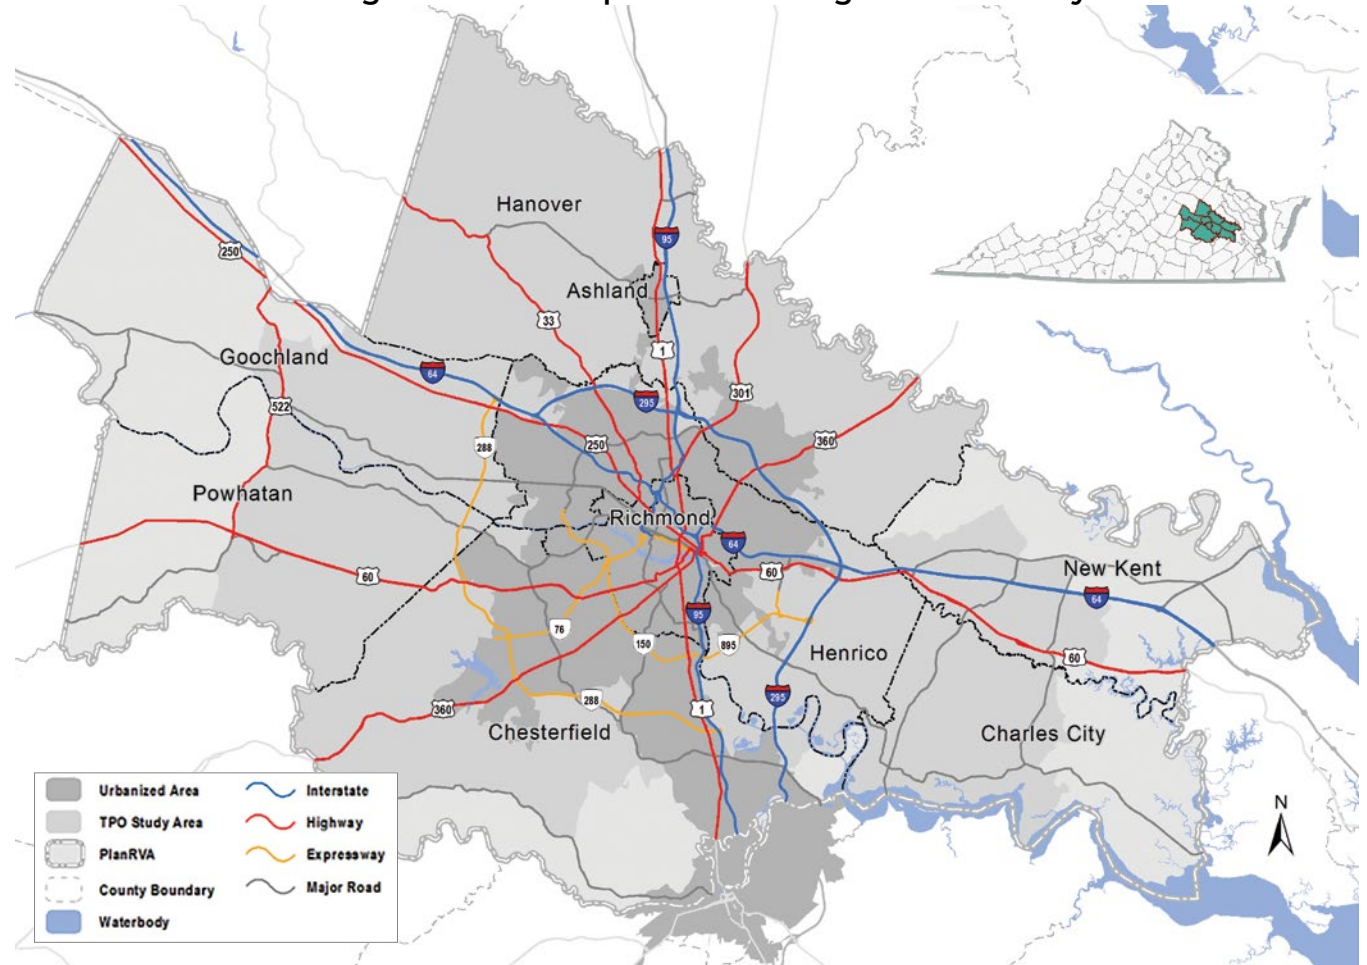 Hanover
95
250
Ashland
33
1
Goochland
64
301
295
522
360
288
250
Powhatan
Richmond
64
60
60
New Kent
64
95
76
150
895
Henrico
60
295
288
360
1
Chesterfield
Charles City
Urbanized Area
TPO Study Area
PlanRVA
County Boundary
Waterbody
Interstate
Highway
Expressway
Major Road
N